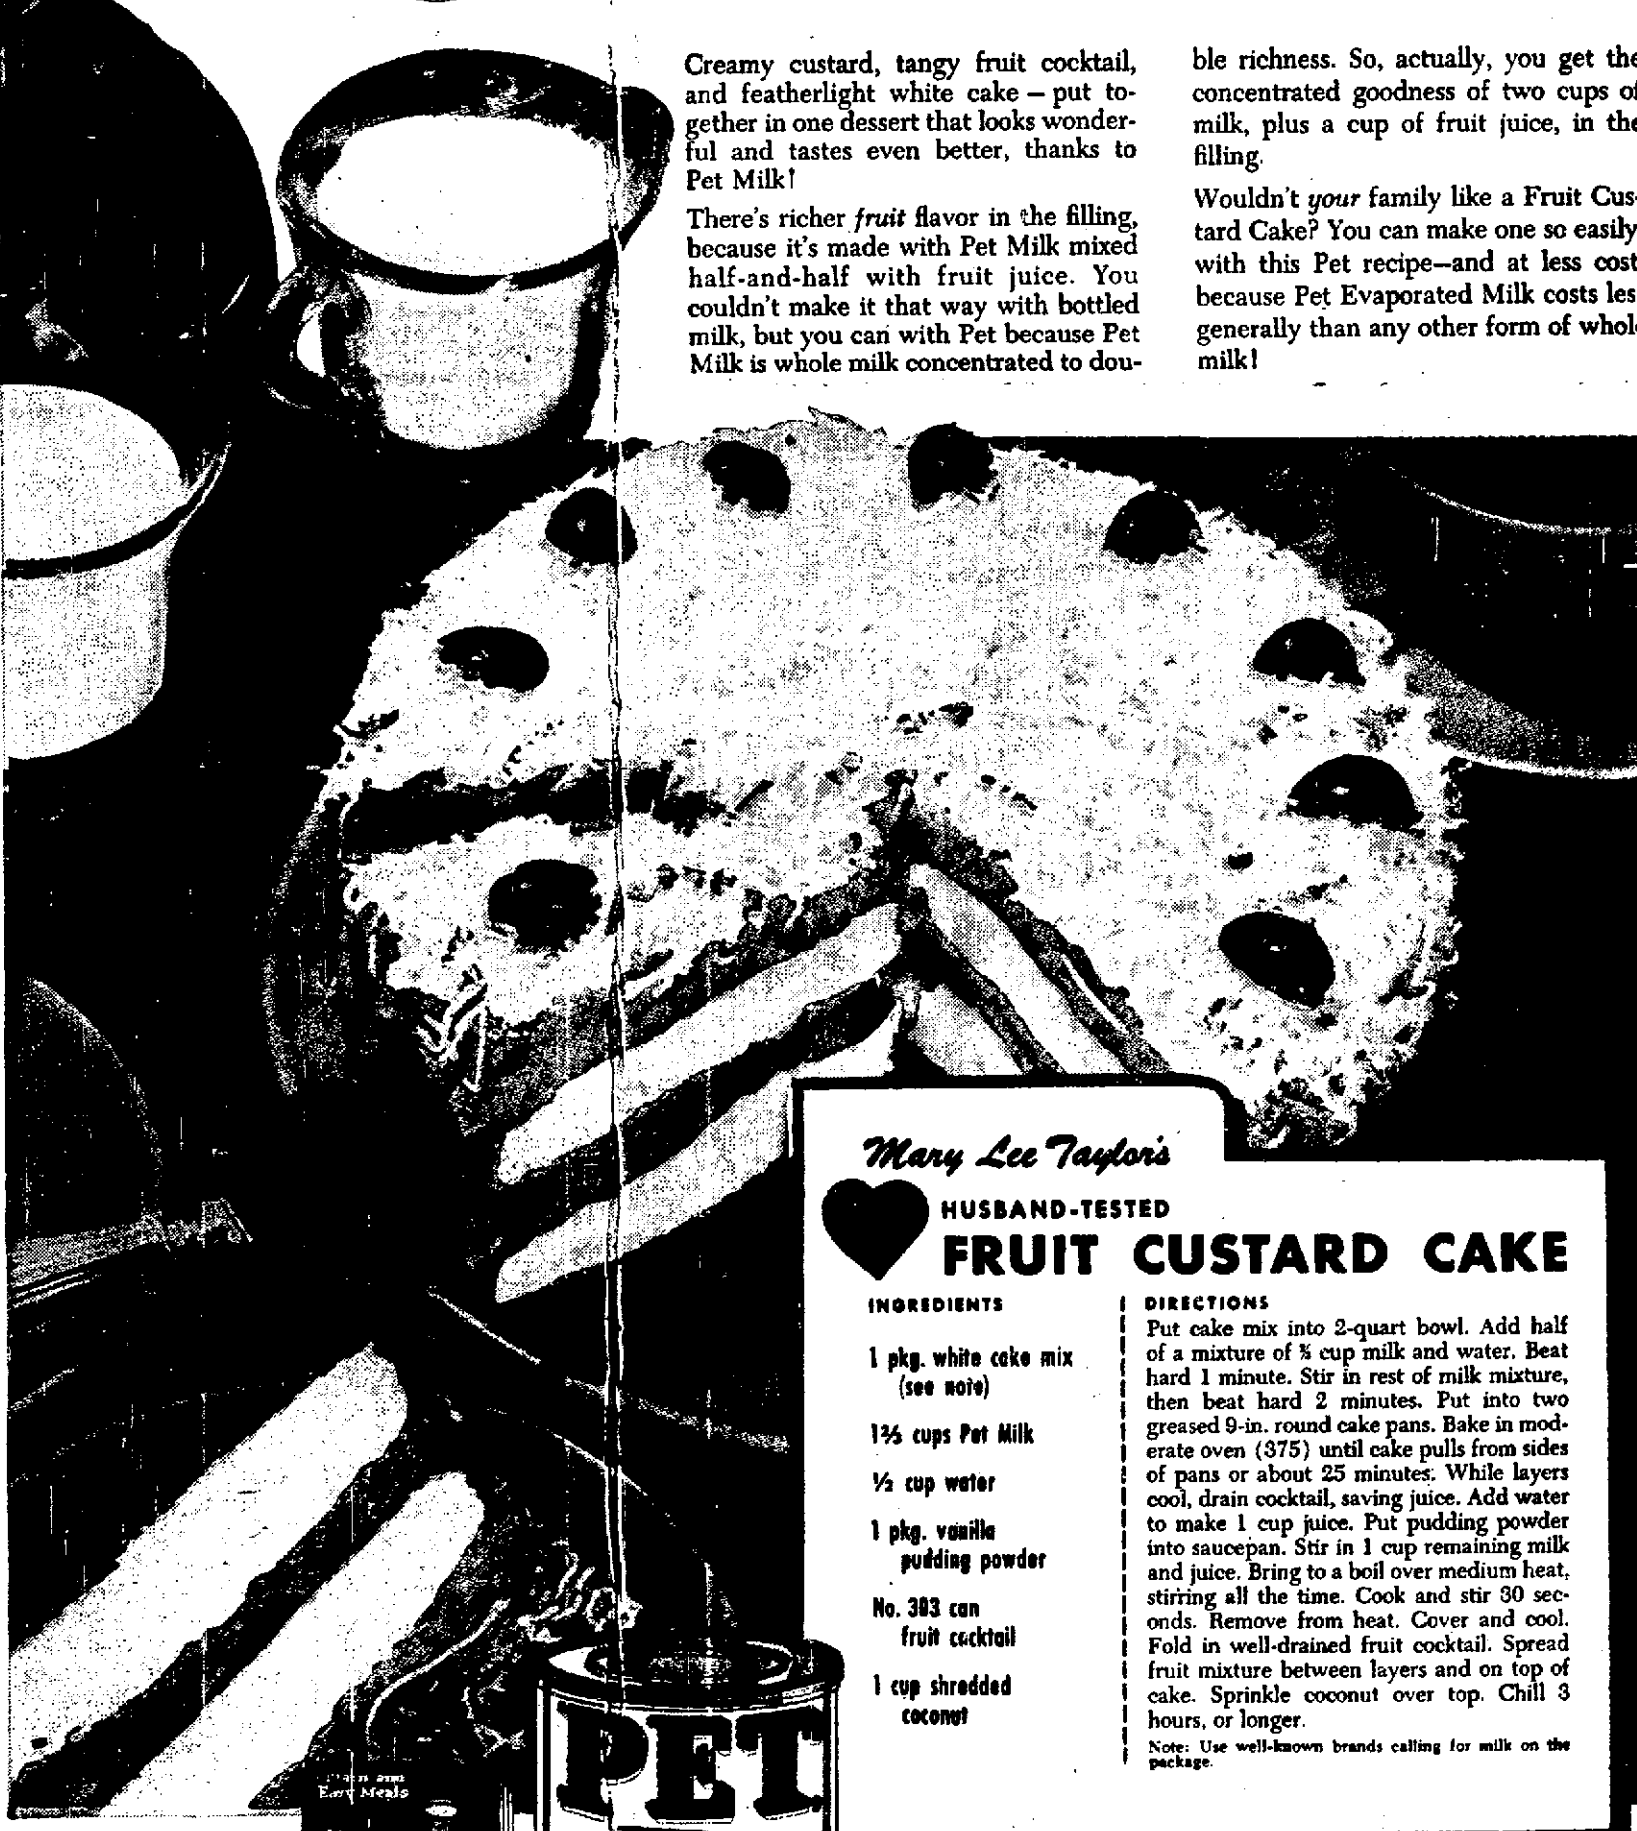 Creamy custard, tangy fruit cocktail,
and featherlight white cake — put to-
gether in one dessert that looks wonder-
ful and tastes even better, thanks to
Pet Milk!
There's richer fruit flavor in the filling,
because it's made with Pet Milk mixed
half-and-half with fruit juice. You
couldn't make it that way with bottled
milk, but you can with Pet because Pet
Milk is whole milk concentrated to dou-
ble richness. So, actually, you get the
concentrated goodness of two cups of
milk, plus a cup of fruit juice, in the
filling.
Wouldn't your family like a Fruit Cus-
tard Cake? You can make one so easily
with this Pet recipe—and at less cost
because Pet Evaporated Milk costs les
generally than any other form of whole
milk!
Mary Lee Taylor's
HUSBAND-TESTED
FRUIT CUSTARD CAKE
INGREDIENTS
1 pkg. white cake mix
(see note)
1⅔ cups Pet Milk
½ cup water
1 pkg. vanilla
pudding powder
No. 303 can
fruit cocktail
1 cup shredded
coconut
DIRECTIONS
Put cake mix into 2-quart bowl. Add half
of a mixture of ⅔ cup milk and water. Beat
hard 1 minute. Stir in rest of milk mixture,
then beat hard 2 minutes. Put into two
greased 9-in. round cake pans. Bake in mod-
erate oven (375) until cake pulls from sides
of pans or about 25 minutes. While layers
cool, drain cocktail, saving juice. Add water
to make 1 cup juice. Put pudding powder
into saucepan. Stir in 1 cup remaining milk
and juice. Bring to a boil over medium heat,
stirring all the time. Cook and stir 30 sec-
onds. Remove from heat. Cover and cool.
Fold in well-drained fruit cocktail. Spread
fruit mixture between layers and on top of
cake. Sprinkle coconut over top. Chill 3
hours, or longer.
Note: Use well-known brands calling for milk on the
package.
and
Easy Meals
PET